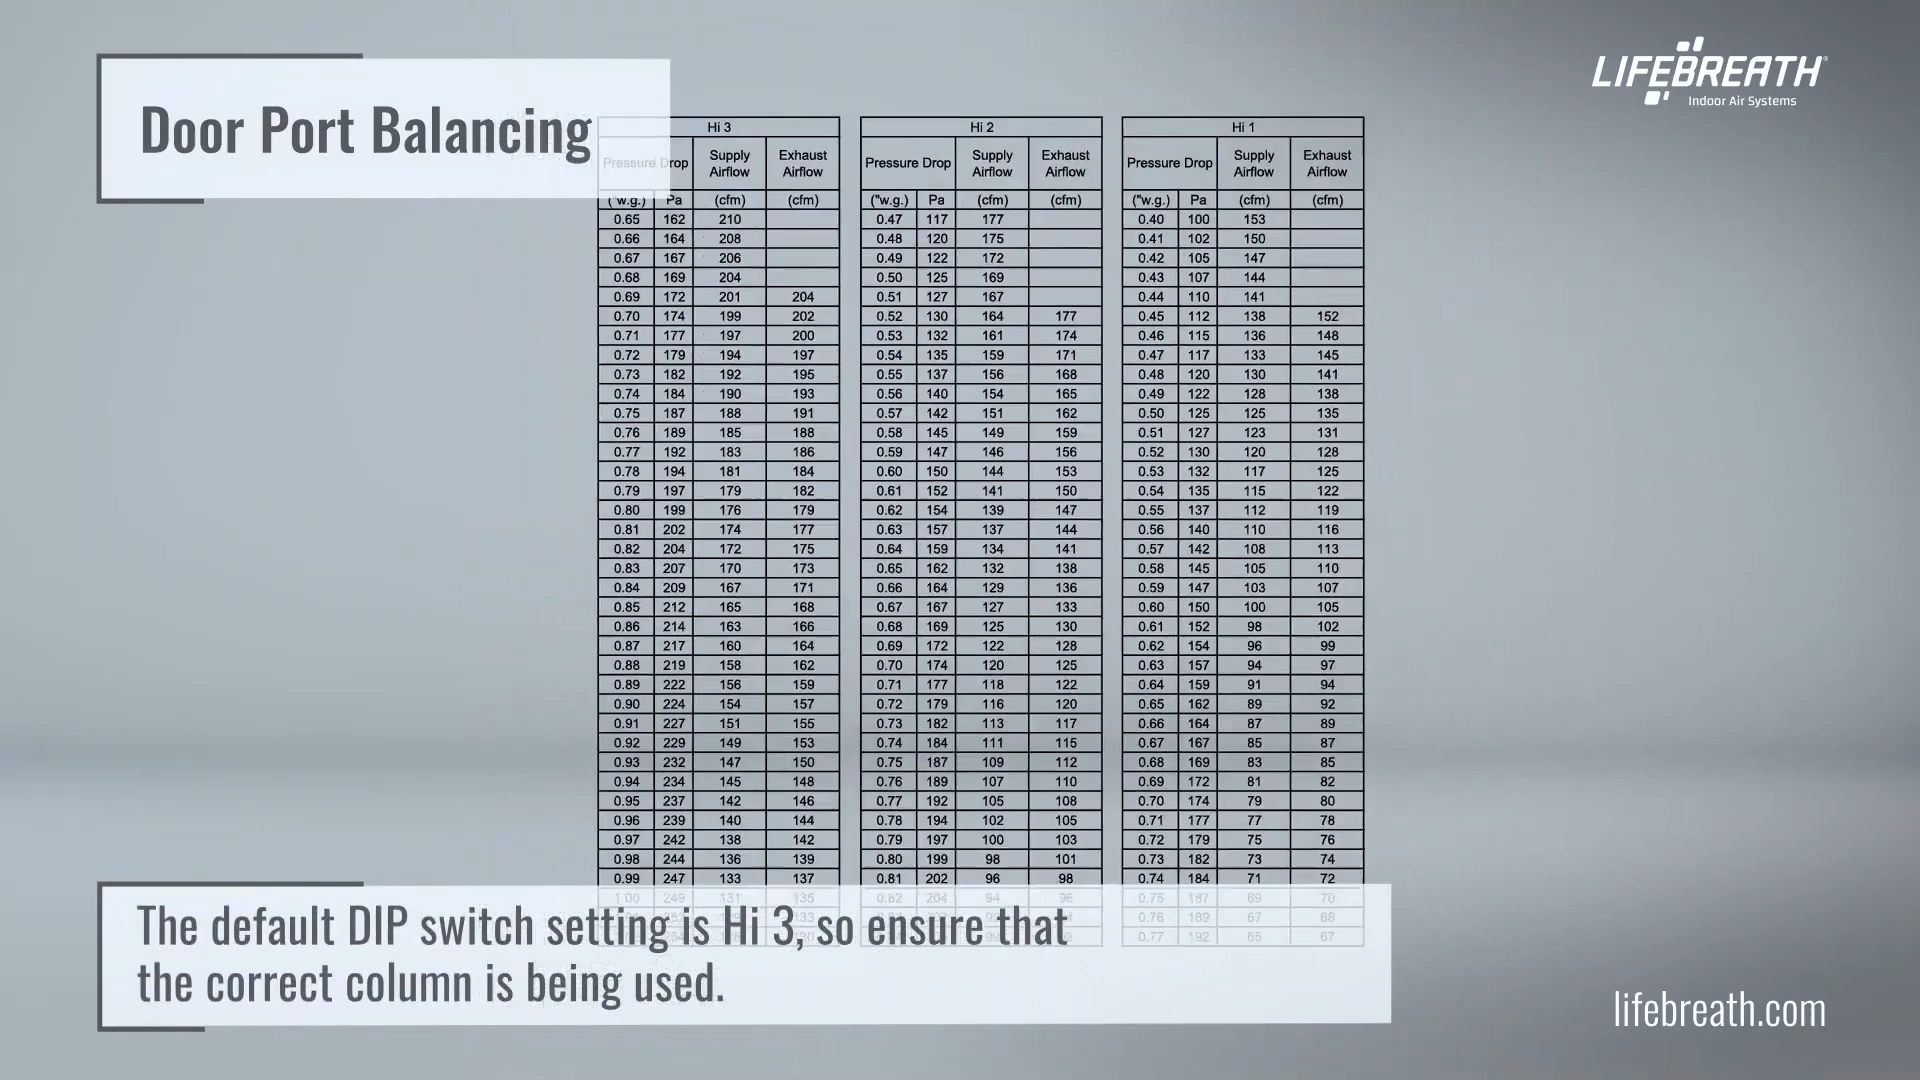 Door Port Balancing
LIFEBREATH
Indoor Air Systems
Hi 3 Hi 2 Hi 1
Pressure Drop Supply Airflow Exhaust Airflow Pressure Drop Supply Airflow Exhaust Airflow Pressure Drop Supply Airflow Exhaust Airflow
("w.g.) Pa (cfm) (cfm) ("w.g.) Pa (cfm) (cfm) ("w.g.) Pa (cfm) (cfm)
0.65 162 210 0.47 117 177 0.40 100 153
0.66 164 208 0.48 120 175 0.41 102 150
0.67 167 206 0.49 122 172 0.42 105 147
0.68 169 204 0.50 125 169 0.43 107 144
0.69 172 201 204 0.51 127 167 0.44 110 141
0.70 174 199 202 0.52 130 164 177 0.45 112 138 152
0.71 177 197 200 0.53 132 161 174 0.46 115 136 148
0.72 179 194 197 0.54 135 159 171 0.47 117 133 145
0.73 182 192 195 0.55 137 156 168 0.48 120 130 141
0.74 184 190 193 0.56 140 154 165 0.49 122 128 138
0.75 187 188 191 0.57 142 151 162 0.50 125 125 135
0.76 189 185 188 0.58 145 149 159 0.51 127 123 131
0.77 192 183 186 0.59 147 146 156 0.52 130 120 128
0.78 194 181 184 0.60 150 144 153 0.53 132 117 125
0.79 197 179 182 0.61 152 141 150 0.54 135 115 122
0.80 199 176 179 0.62 154 139 147 0.55 137 112 119
0.81 202 174 177 0.63 157 137 144 0.56 140 110 116
0.82 204 172 175 0.64 159 134 141 0.57 142 108 113
0.83 207 170 173 0.65 162 132 138 0.58 145 105 110
0.84 209 167 171 0.66 164 129 136 0.59 147 103 107
0.85 212 165 168 0.67 167 127 133 0.60 150 100 105
0.86 214 163 166 0.68 169 125 130 0.61 152 98 102
0.87 217 160 164 0.69 172 122 128 0.62 154 96 99
0.88 219 158 162 0.70 174 120 125 0.63 157 94 97
0.89 222 156 159 0.71 177 118 122 0.64 159 91 94
0.90 224 154 157 0.72 179 116 120 0.65 162 89 92
0.91 227 151 155 0.73 182 113 117 0.66 164 87 89
0.92 229 149 153 0.74 184 111 115 0.67 167 85 87
0.93 232 147 150 0.75 187 109 112 0.68 169 83 85
0.94 234 145 148 0.76 189 107 110 0.69 172 81 82
0.95 237 142 146 0.77 192 105 108 0.70 174 79 80
0.96 239 140 144 0.78 194 102 105 0.71 177 77 78
0.97 242 138 142 0.79 197 100 103 0.72 179 75 76
0.98 244 136 139 0.80 199 98 101 0.73 182 73 74
0.99 247 133 137 0.81 202 96 98 0.74 184 71 72
1.00 249 131 135 0.82 204 94 96 0.75 187 69 70
0.76 189 67 68
0.77 192 65 67
The default DIP switch setting is Hi 3, so ensure that
the correct column is being used.
lifebreath.com